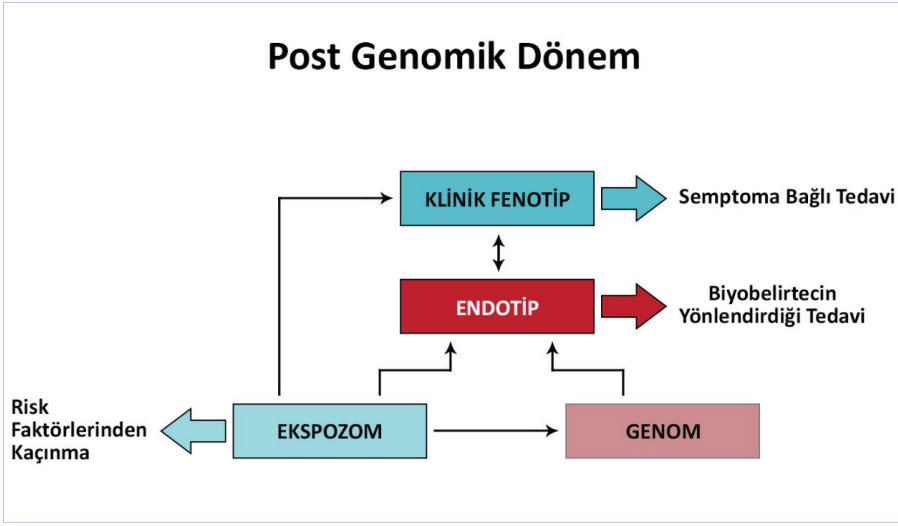 Post Genomik Dönem
KLİNİK FENOTİP
Semptoma Bağlı Tedavi
ENDOTİP
Biyobelirtecin
Yönlendirdiği Tedavi
Risk
Faktörlerinden
Kaçınma
EKSPOZOM
GENOM